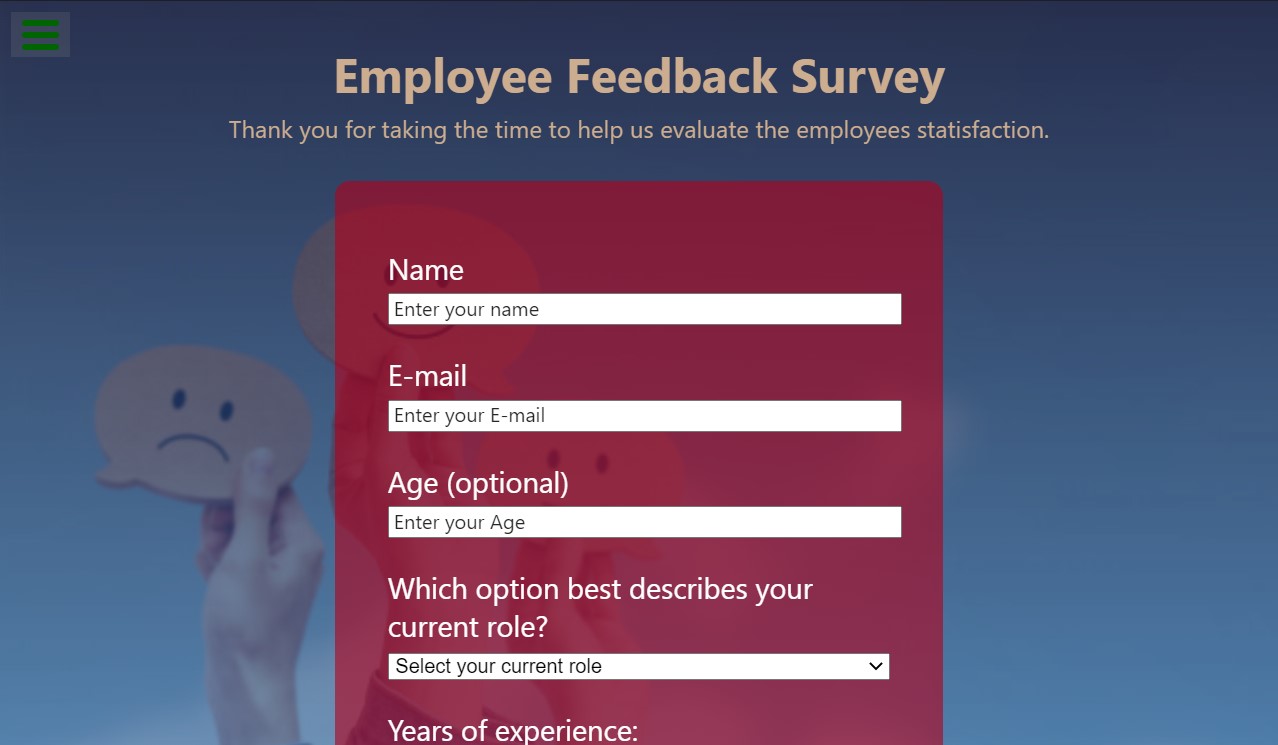 Employee Feedback Survey
Thank you for taking the time to help us evaluate the employees statisfaction.
Name
Enter your name
E-mail
Enter your E-mail
Age (optional)
Enter your Age
Which option best describes your
current role?
Select your current role
Years of experience: